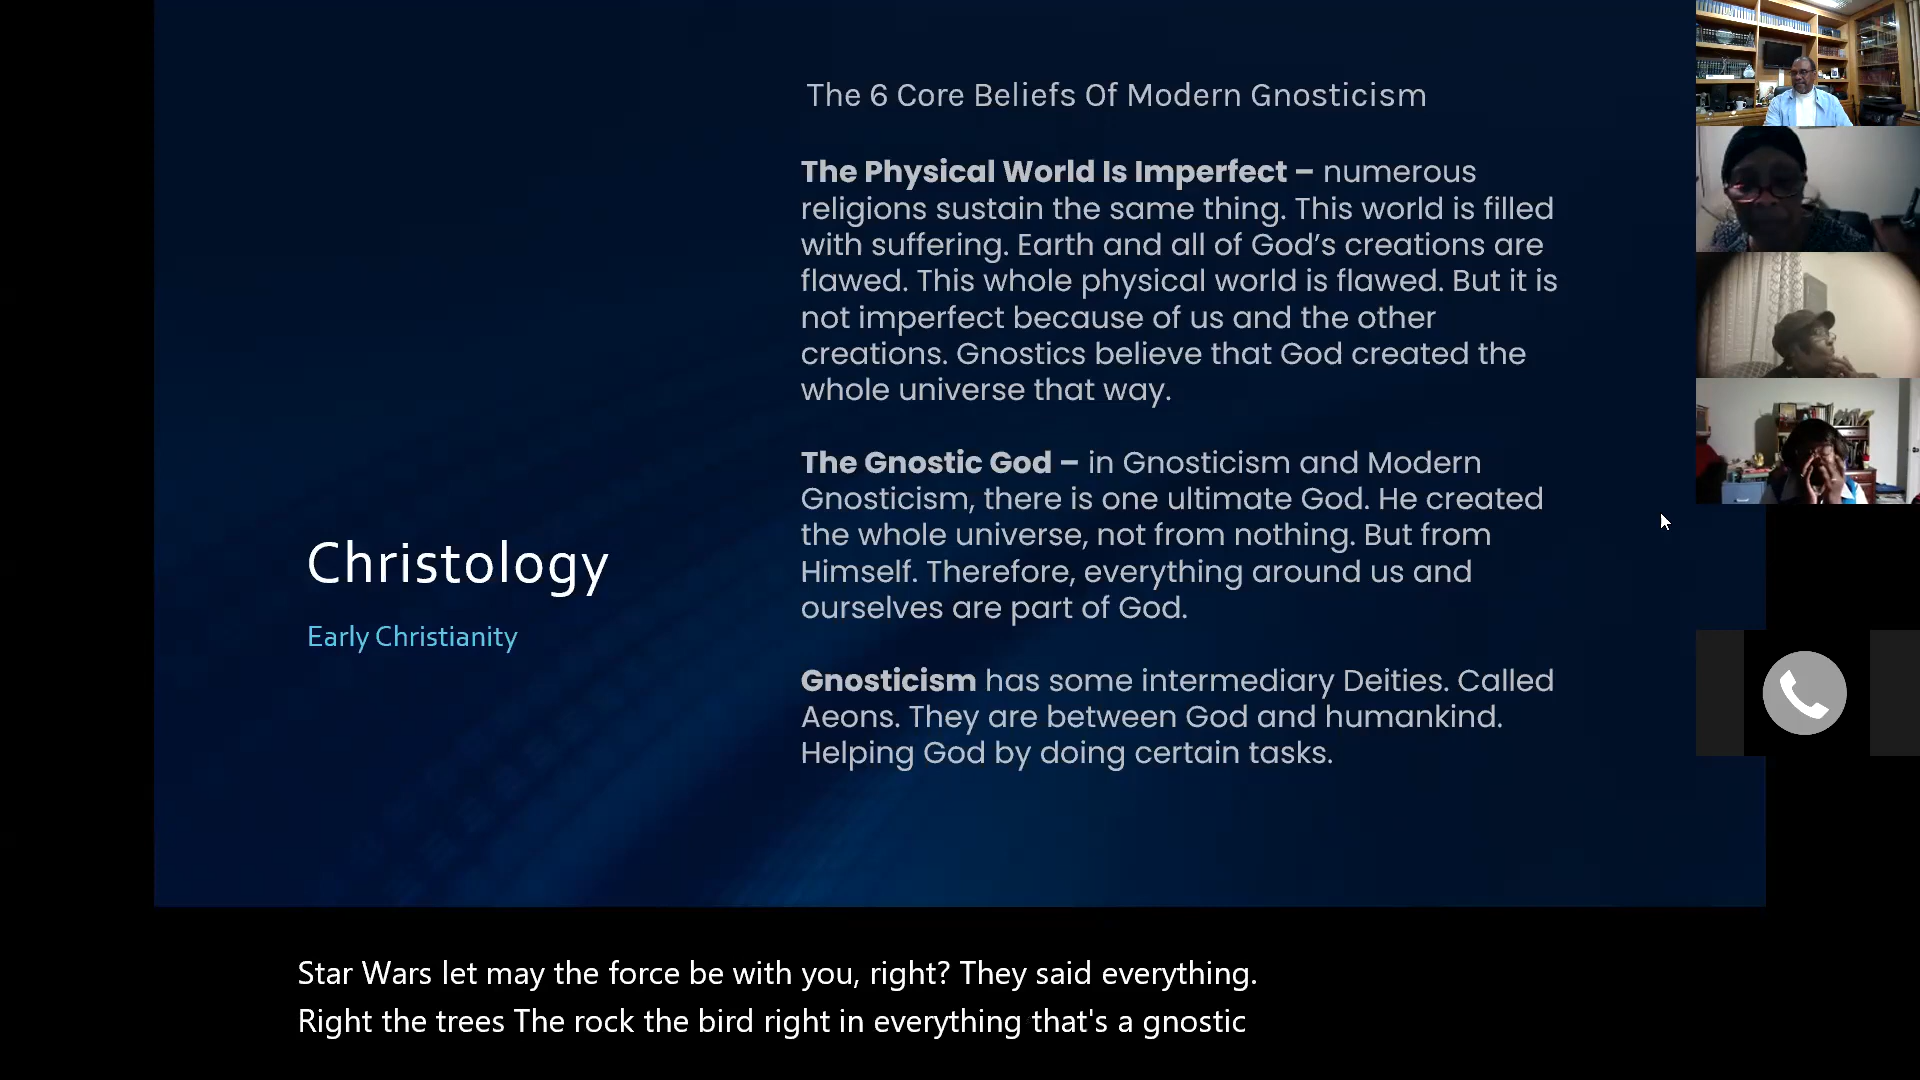 The 6 Core Beliefs Of Modern Gnosticism
The Physical World Is Imperfect – numerous
religions sustain the same thing. This world is filled
with suffering. Earth and all of God’s creations are
flawed. This whole physical world is flawed. But it is
not imperfect because of us and the other
creations. Gnostics believe that God created the
whole universe that way.
The Gnostic God – in Gnosticism and Modern
Gnosticism, there is one ultimate God. He created
the whole universe, not from nothing. But from
Himself. Therefore, everything around us and
ourselves are part of God.
Gnosticism has some intermediary Deities. Called
Aeons. They are between God and humankind.
Helping God by doing certain tasks.
Christology
Early Christianity
Star Wars let may the force be with you, right? They said everything.
Right the trees The rock the bird right in everything that's a gnostic